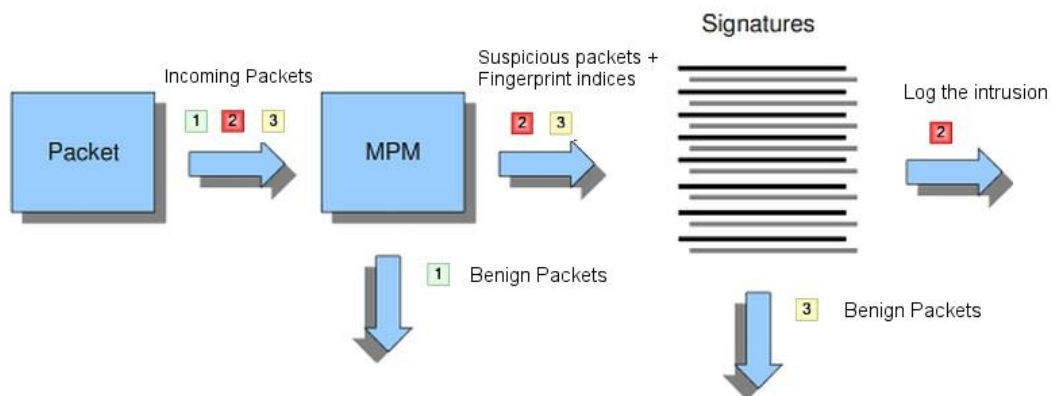 Signatures
Suspicious packets +
Fingerprint indices
Incoming Packets
Log the intrusion
1 2 3
2 3
2
Packet
MPM
1 Benign Packets
3 Benign Packets